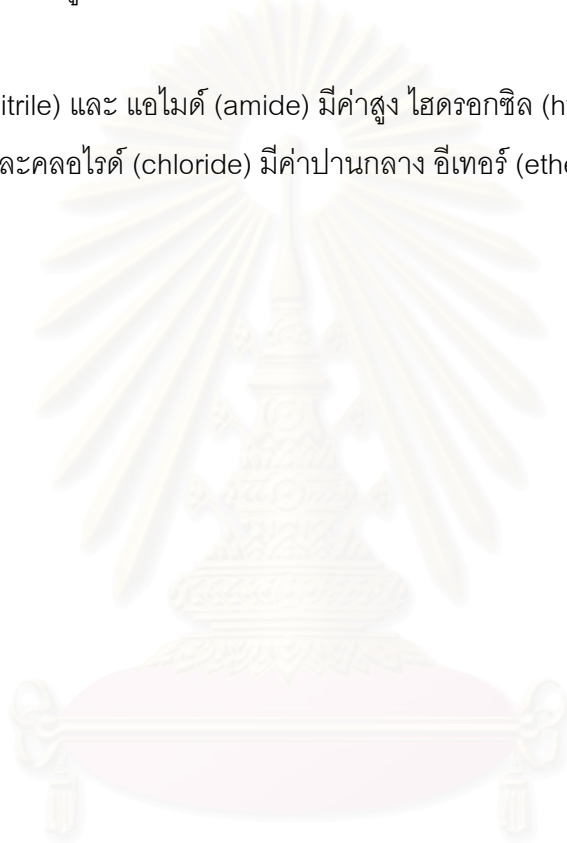 itrile) และ แอไมด์ (amide) มีค่าสูง ไฮดรอกซิล (h
ละคลอไรด์ (chloride) มีค่าปานกลาง อีเทอร์ (ethe